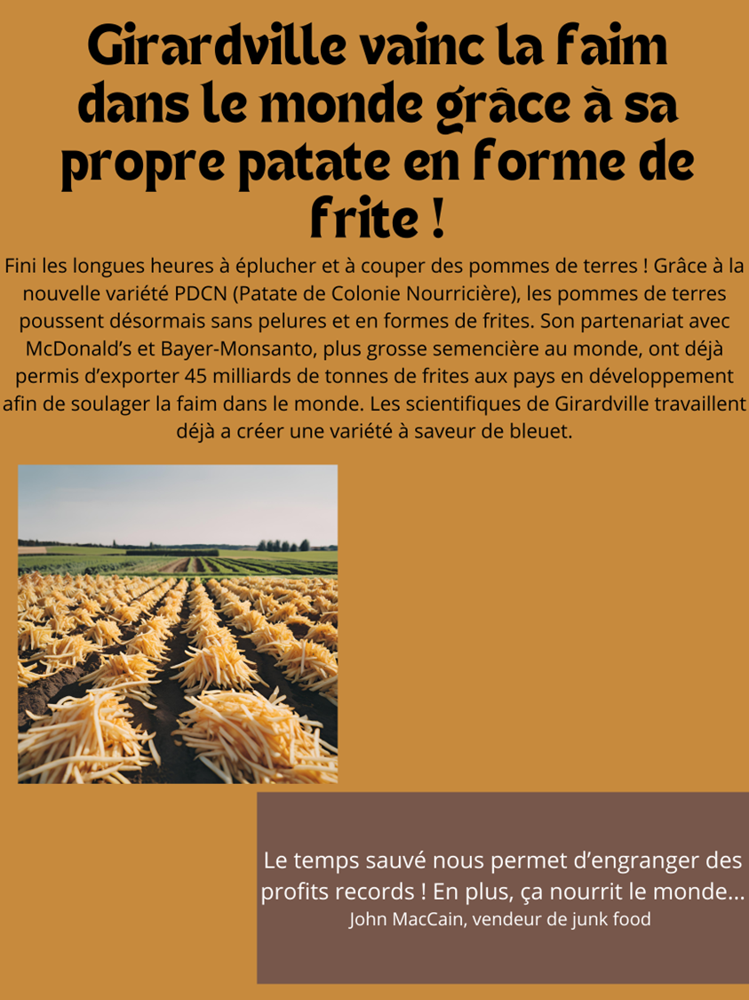 Girardville vainc la faim
dans le monde grâce à sa
propre patate en forme de
frite !
Fini les longues heures à éplucher et à couper des pommes de terres ! Grâce à la
nouvelle variété PDCN (Patate de Colonie Nourricière), les pommes de terres
poussent désormais sans pelures et en formes de frites. Son partenariat avec
McDonald’s et Bayer-Monsanto, plus grosse semencière au monde, ont déjà
permis d’exporter 45 milliards de tonnes de frites aux pays en développement
afin de soulager la faim dans le monde. Les scientifiques de Girardville travaillent
déjà a créer une variété à saveur de bleuet.
Le temps sauvé nous permet d’engranger des
profits records ! En plus, ça nourrit le monde...
John MacCain, vendeur de junk food